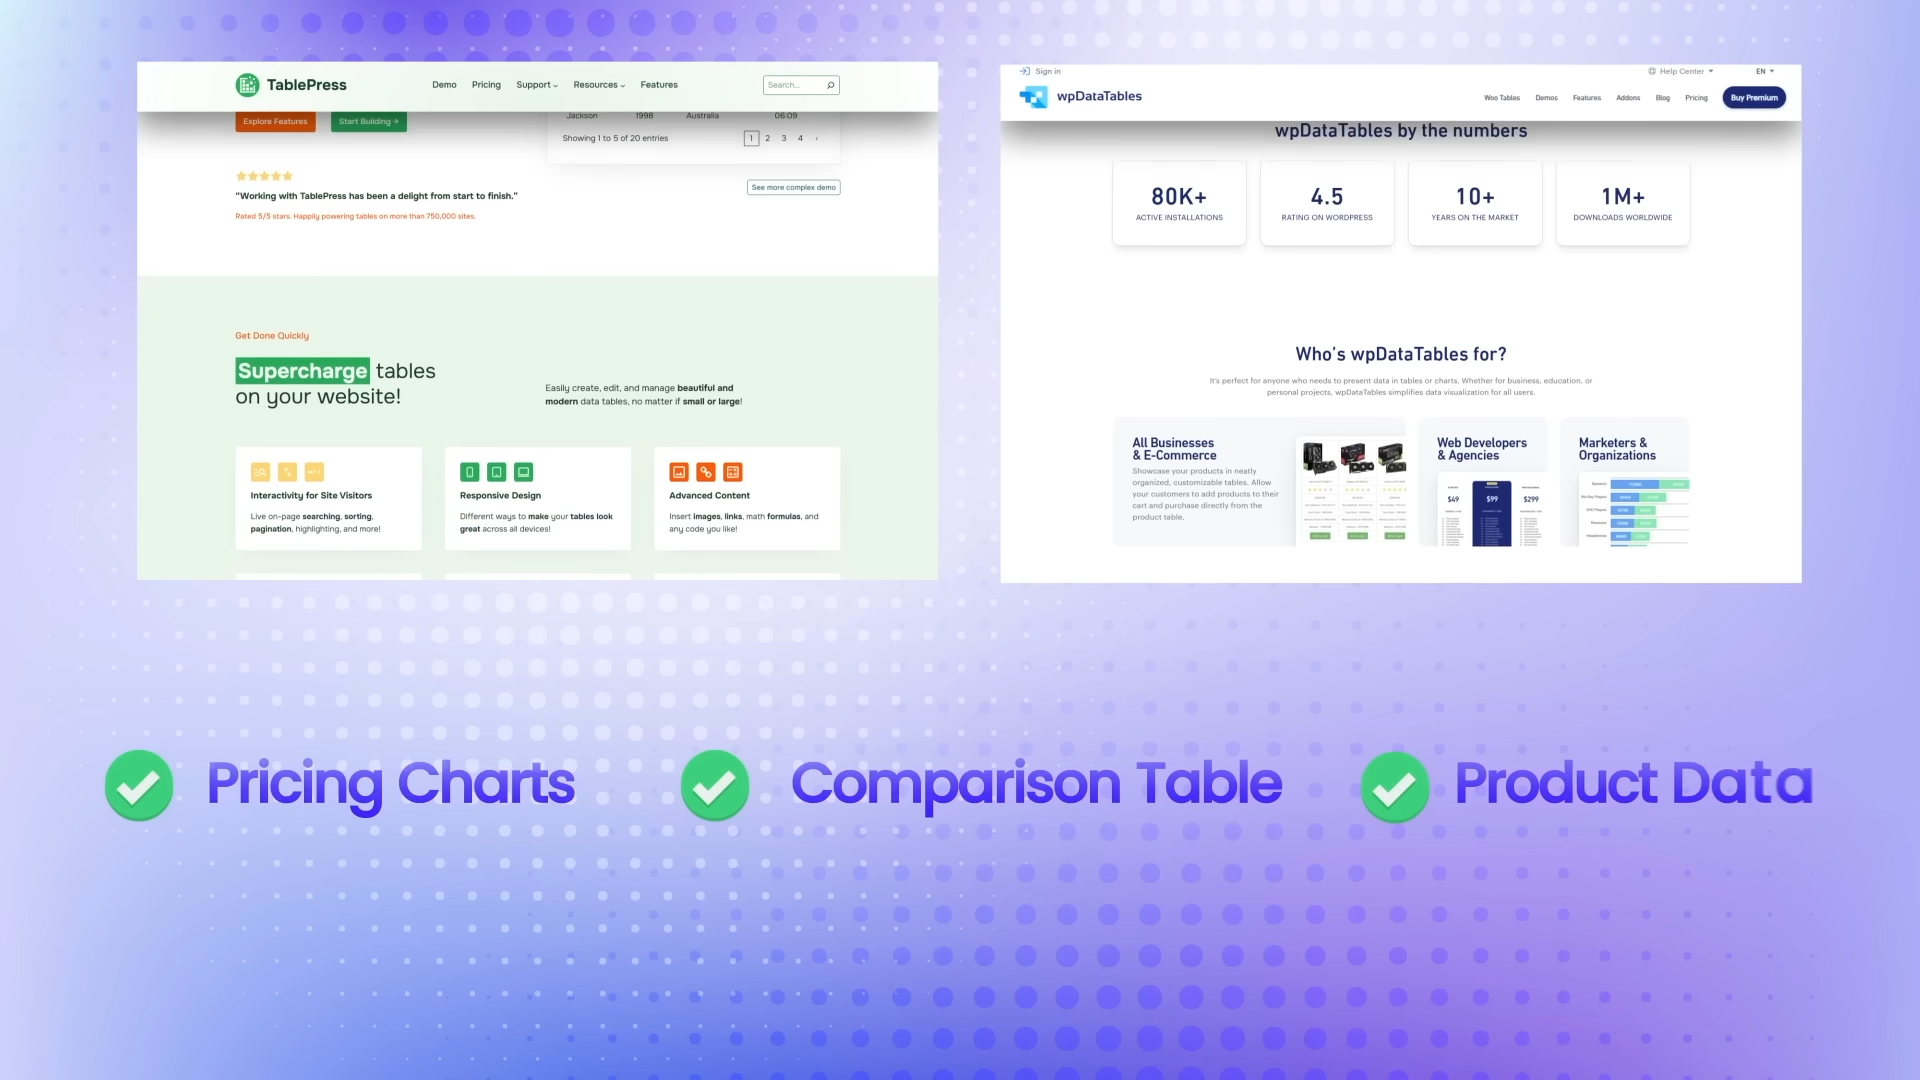 TablePress
Demo Pricing Support Resources Features
Search...
Explore Features Start Building →
Jackson 1998 Australia 06:09
Showing 1 to 5 of 20 entries 1 2 3 4 ›
See more complex demo
"Working with TablePress has been a delight from start to finish."
Rated 5/5 stars. Happily powering tables on more than 750,000 sites.
Get Done Quickly
Supercharge tables
on your website!
Easily create, edit, and manage beautiful and
modern data tables, no matter if small or large!
Interactivity for Site Visitors
Live on-page searching, sorting,
pagination, highlighting, and more!
Responsive Design
Different ways to make your tables look
great across all devices!
Advanced Content
Insert images, links, math formulas, and
any code you like!
Sign in
Help Center EN
wpDataTables
Woo Tables Demos Features Addons Blog Pricing Buy Premium
wpDataTables by the numbers
80K+
ACTIVE INSTALLATIONS
4.5
RATING ON WORDPRESS
10+
YEARS ON THE MARKET
1M+
DOWNLOADS WORLDWIDE
Who's wpDataTables for?
It's perfect for anyone who needs to present data in tables or charts. Whether for business, education, or
personal projects, wpDataTables simplifies data visualization for all users.
All Businesses
& E-Commerce
Showcase your products in neatly
organized, customizable tables. Allow
your customers to add products to their
cart and purchase directly from the
product table.
Web Developers
& Agencies
$49 $99 $299
Marketers &
Organizations
Pricing Charts
Comparison Table
Product Data